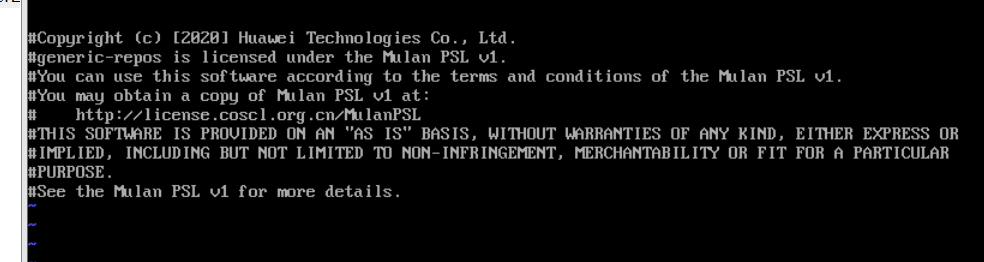 #Copyright (c) [2020] Huawei Technologies Co., Ltd.
#generic-repos is licensed under the Mulan PSL v1.
#You can use this software according to the terms and conditions of the Mulan PSL v1.
#You may obtain a copy of Mulan PSL v1 at:
#    http://license.coscl.org.cn/MulanPSL
#THIS SOFTWARE IS PROVIDED ON AN "AS IS" BASIS, WITHOUT WARRANTIES OF ANY KIND, EITHER EXPRESS OR
#IMPLIED, INCLUDING BUT NOT LIMITED TO NON-INFRINGEMENT, MERCHANTABILITY OR FIT FOR A PARTICULAR
#PURPOSE.
#See the Mulan PSL v1 for more details.
~
~
~